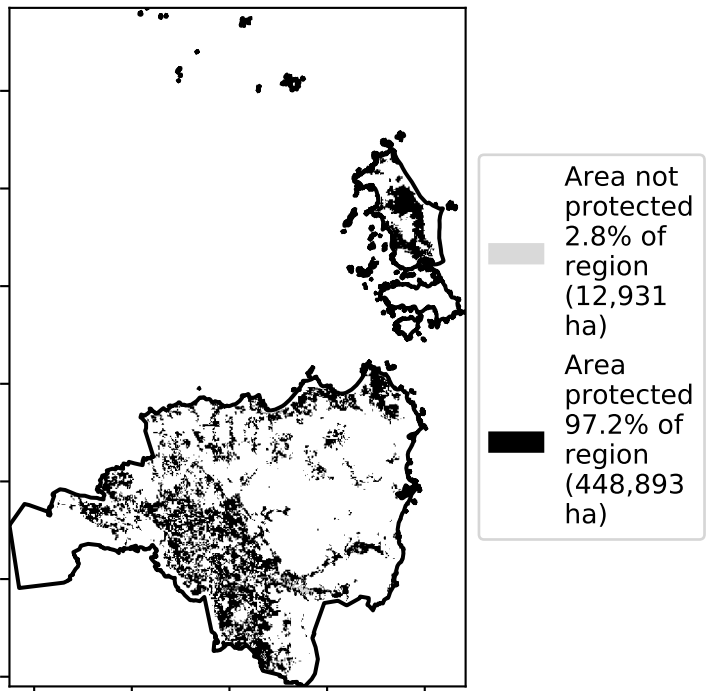 Area not
protected
2.8% of
region
(12,931
ha)
Area
protected
97.2% of
region
(448,893
ha)